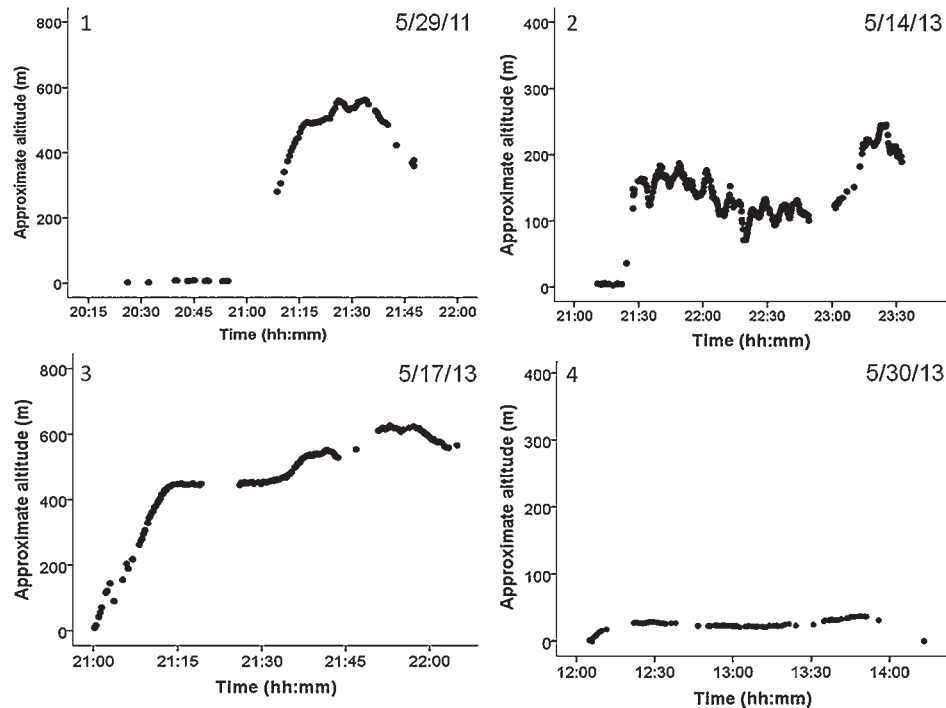 1 5/29/11
Approximate altitude (m)
800
600
400
200
0
20:15 20:30 20:45 21:00 21:15 21:30 21:45 22:00
Time (hh:mm)
2 5/14/13
Approximate altitude (m)
400
300
200
100
0
21:00 21:30 22:00 22:30 23:00 23:30
Time (hh:mm)
3 5/17/13
Approximate altitude (m)
800
600
400
200
0
21:00 21:15 21:30 21:45 22:00
Time (hh:mm)
4 5/30/13
Approximate altitude (m)
400
300
200
100
0
12:00 12:30 13:00 13:30 14:00
Time (hh:mm)